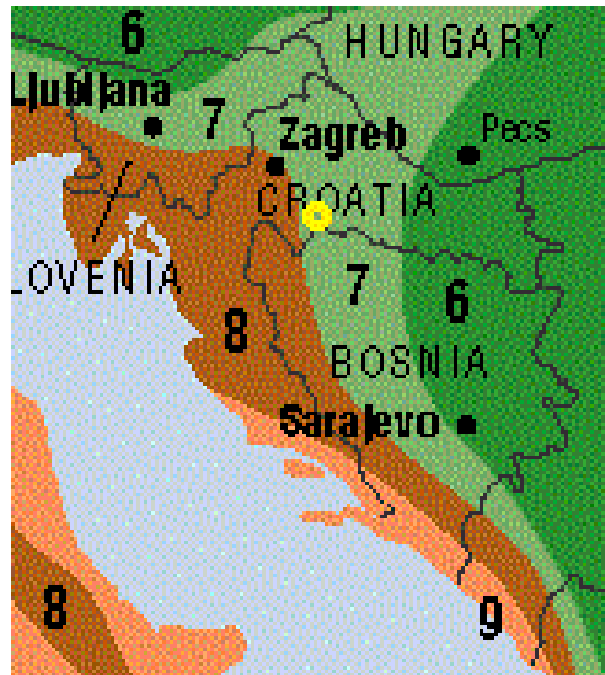 6
HUNGARY
Ljubljana
7
Zagreb
Pecs
CROATIA
LOVENIA
7
6
8
BOSNIA
Sarajevo
8
9